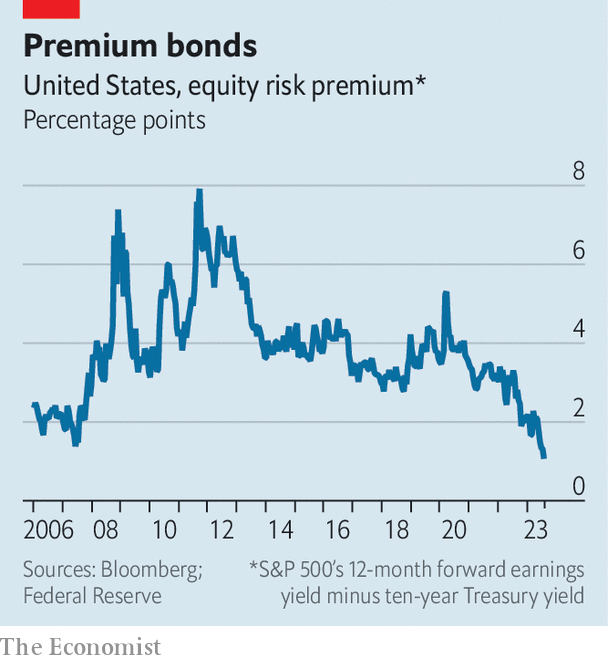 Premium bonds
United States, equity risk premium*
Percentage points
8
6
4
2
0
2006 08 10 12 14 16 18 20 23
Sources: Bloomberg;
Federal Reserve
*S&P 500’s 12-month forward earnings
yield minus ten-year Treasury yield
The Economist